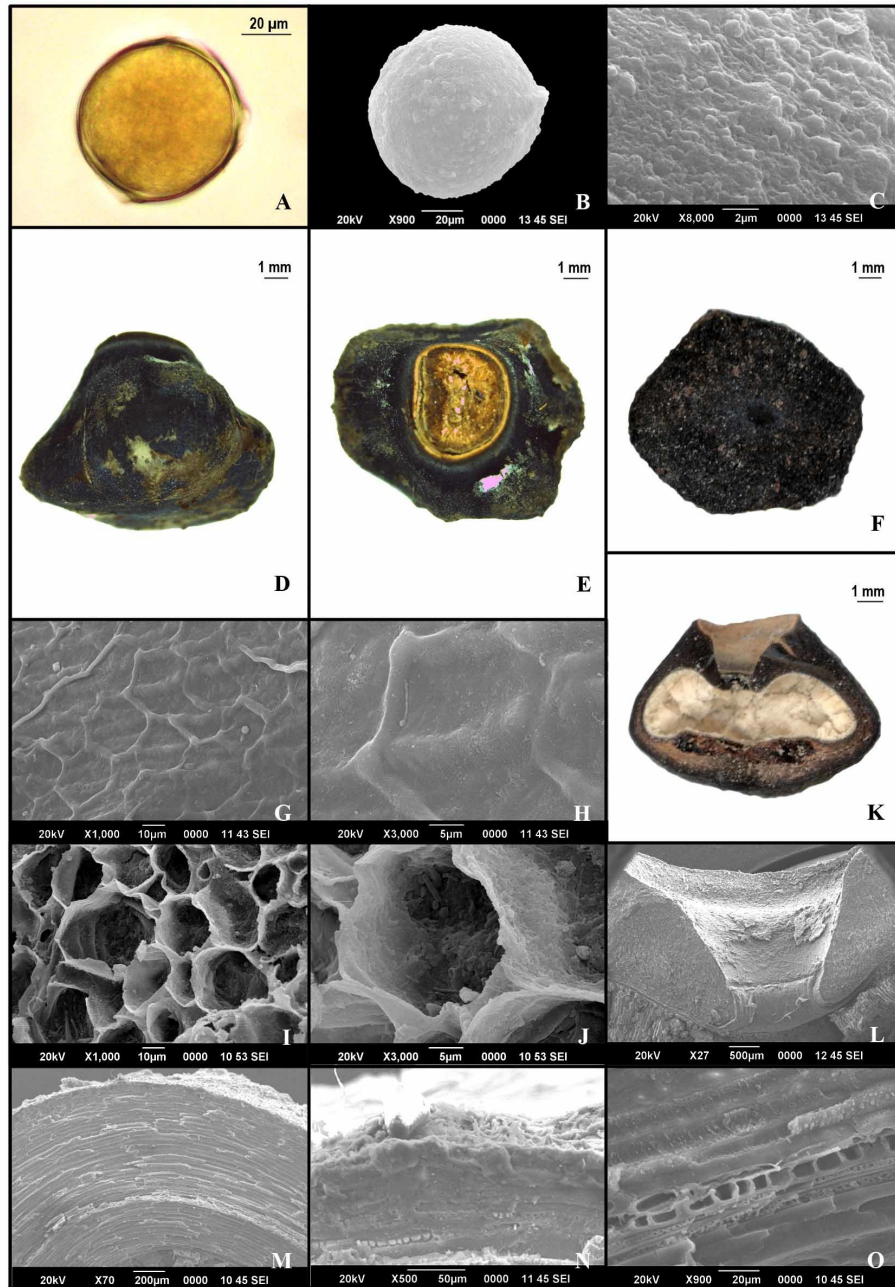 20 µm
A
B
20kV X900 20µm 0000 13 45 SEI
C
20kV X8,000 2µm 0000 13 45 SEI
1 mm
D
1 mm
E
1 mm
F
1 mm
K
G
20kV X1,000 10µm 0000 11 43 SEI
H
20kV X3,000 5µm 0000 11 43 SEI
I
20kV X1,000 10µm 0000 10 53 SEI
J
20kV X3,000 5µm 0000 10 53 SEI
L
20kV X27 500µm 0000 12 45 SEI
M
20kV X70 200µm 0000 10 45 SEI
N
20kV X500 50µm 0000 11 45 SEI
O
20kV X900 20µm 0000 10 45 SEI